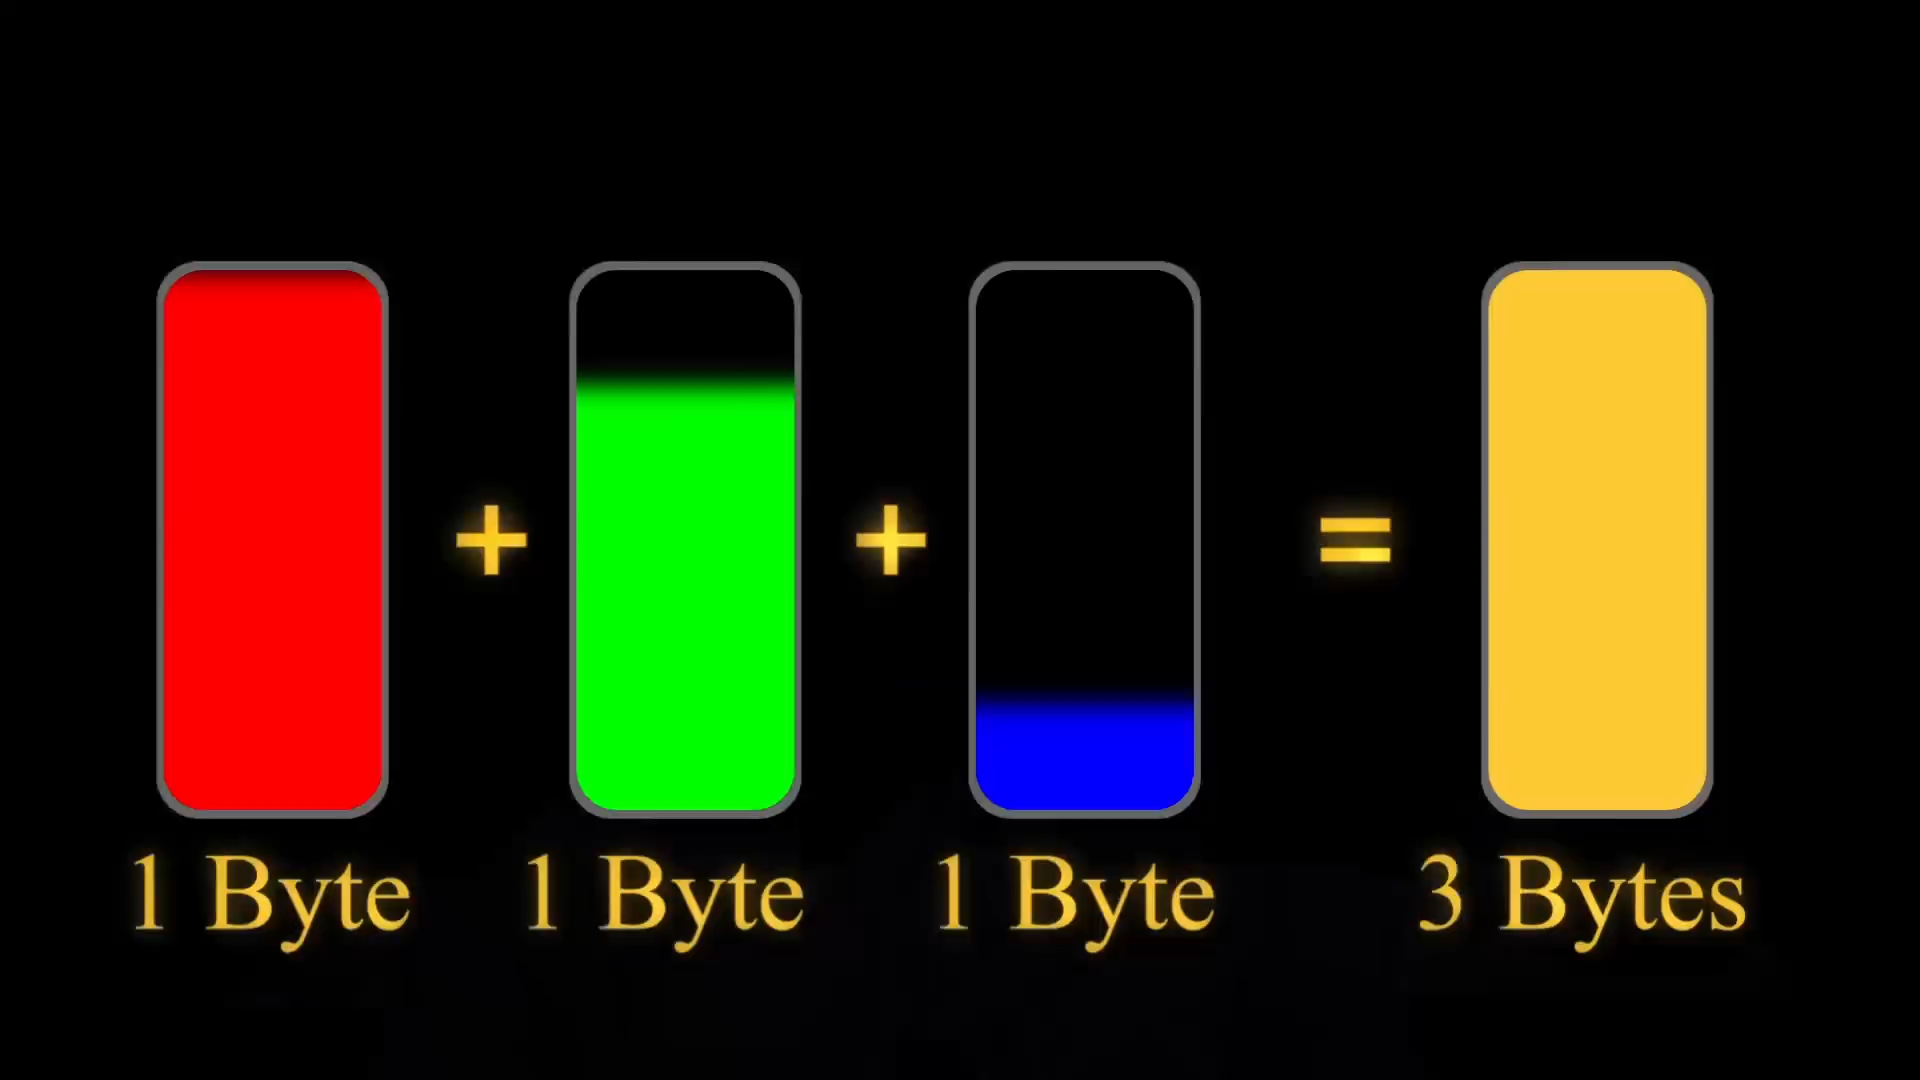 + + =
1 Byte 1 Byte 1 Byte 3 Bytes